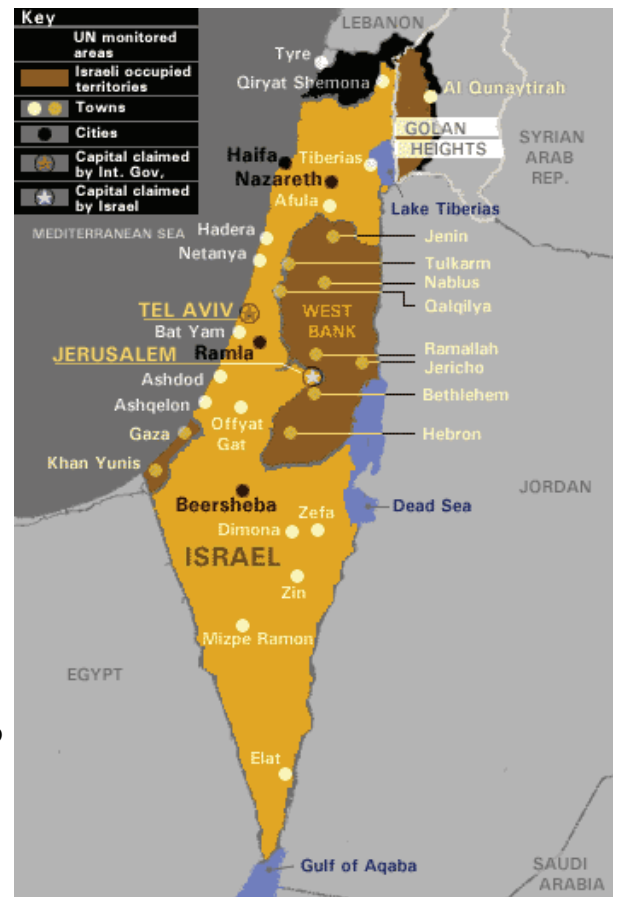 Key
UN monitored
areas
Israeli occupied
territories
Towns
Cities
Capital claimed
by Int. Gov,
Capital claimed
by Israel
LEBANON
Tyre
Qiryat Shemona
Al Qunaytirah
GOLAN
HEIGHTS
SYRIAN
ARAB
REP.
Haifa
Tiberias
Nazareth
Afula
Lake Tiberias
MEDITERRANEAN SEA
Hadera
Jenin
Netanya
Tulkarm
Nablus
Qalqilya
TEL AVIV
WEST
BANK
Bat Yam
Ramla
Ramallah
JERUSALEM
Jericho
Ashdod
Bethlehem
Ashqelon
Offyat
Gat
Gaza
Hebron
Khan Yunis
JORDAN
Beersheba
Dead Sea
Zefa
Dimona
ISRAEL
Zin
Mizpe Ramon
EGYPT
Elat
Gulf of Aqaba
SAUDI
ARABIA